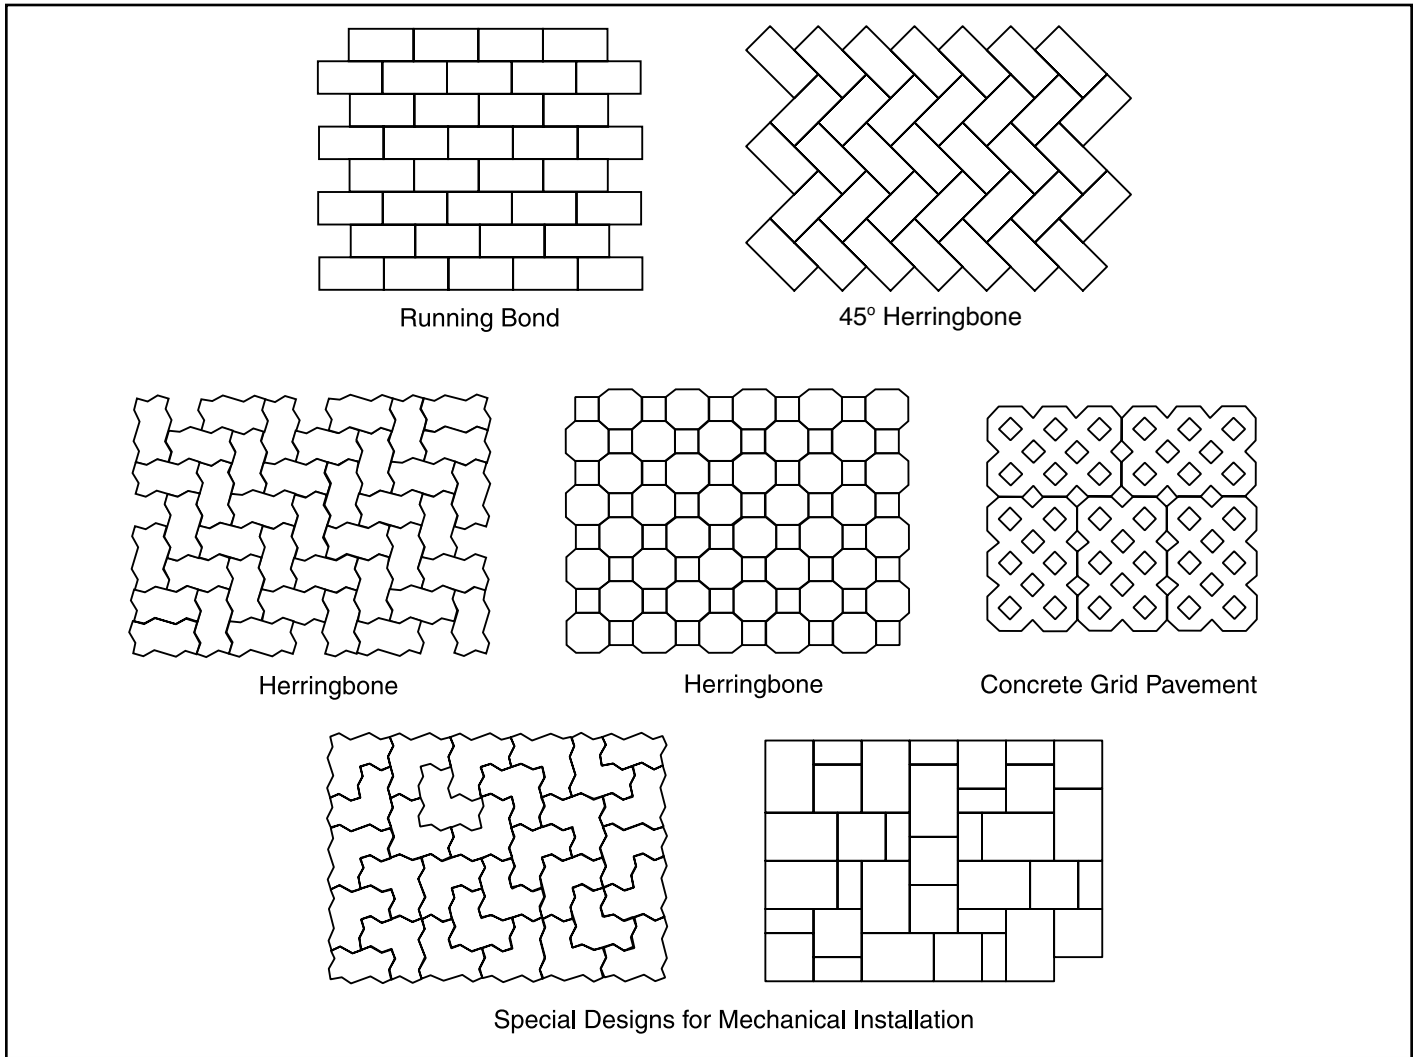 Running Bond
45° Herringbone
Herringbone
Herringbone
Concrete Grid Pavement
Special Designs for Mechanical Installation